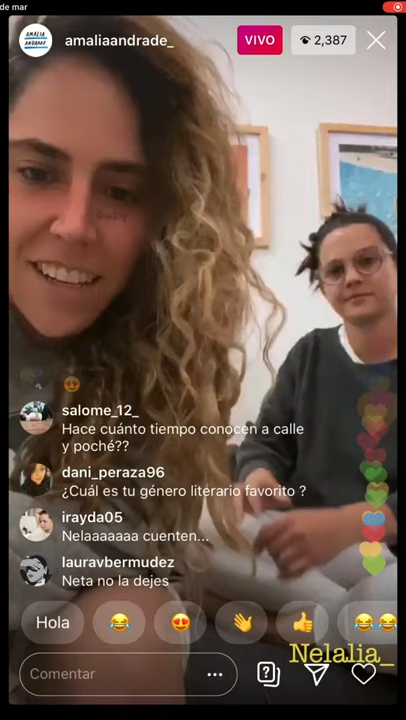 de mar
AMALIA
ANDRADE
amaliaandrade_
VIVO
2,387
salome_12_
Hace cuánto tiempo conocen a calle
y poché??
dani_peraza96
¿Cuál es tu género literario favorito ?
irayda05
Nelaaaaaaa cuenten...
lauravbermudez
Neta no la dejes
Hola
Comentar
Nelalia_